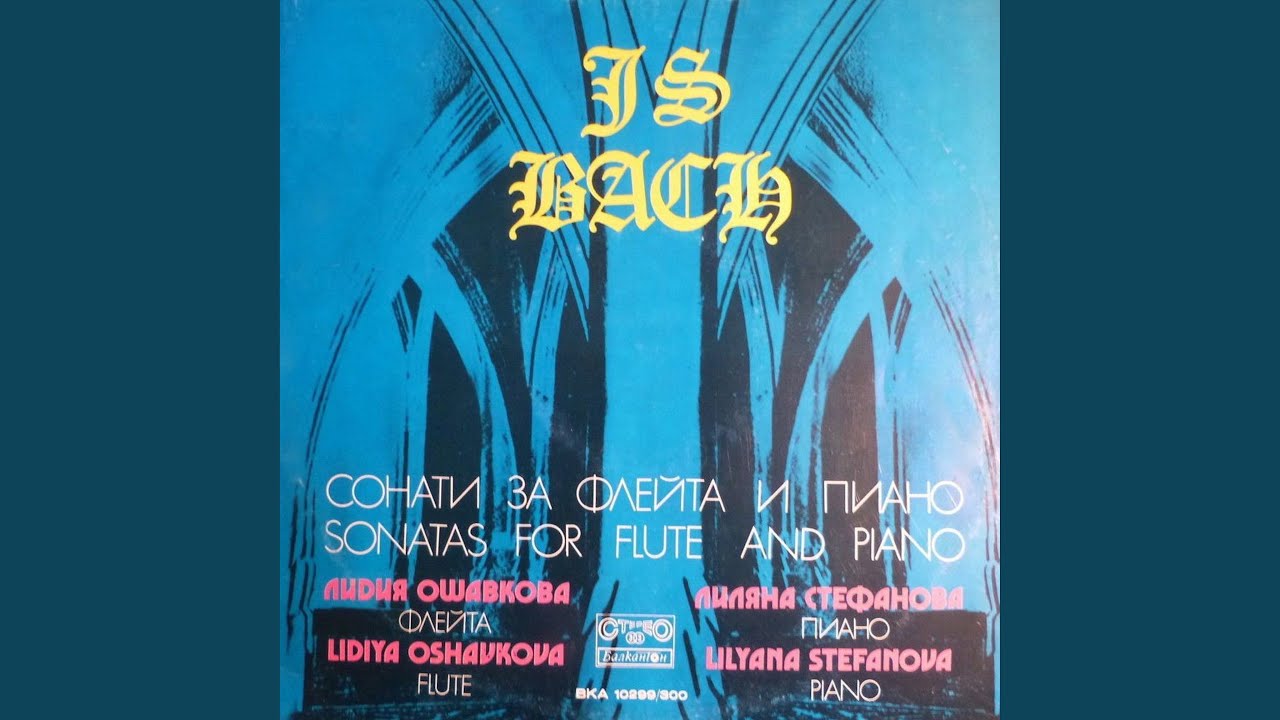 J S
BACH
СОНАТИ ЗА ФЛЕЙТА И ПИАНО
SONATAS FOR FLUTE AND PIANO
ЛИДИЯ ОШАВКОВА
ФЛЕЙТА
LIDIYA OSHAVKOVA
FLUTE
ЛИЛЯНА СТЕФАНОВА
ПИАНО
LILYANA STEFANOVA
PIANO
СТЕРЕО
Балкантон
ВКА 10299/300